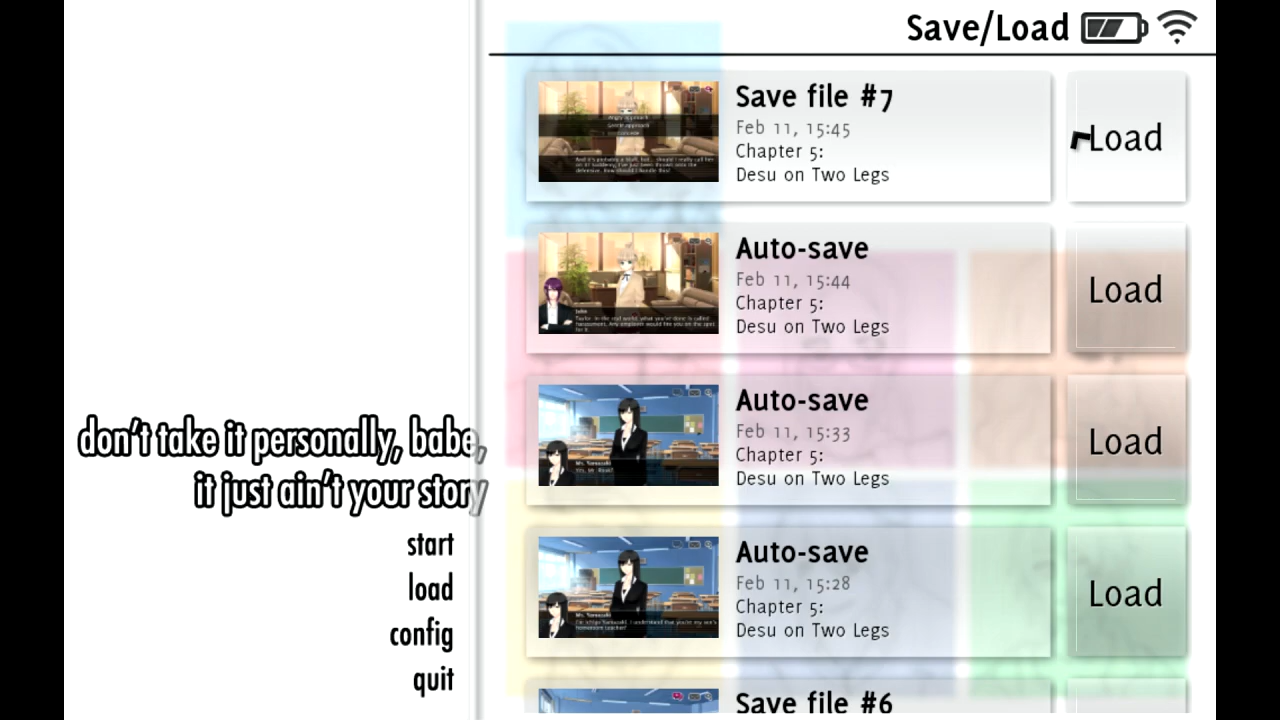 Save/Load
Save file #7
Feb 11, 15:45
Chapter 5:
Desu on Two Legs
Load
Auto-save
Feb 11, 15:44
Chapter 5:
Desu on Two Legs
Load
Auto-save
Feb 11, 15:33
Chapter 5:
Desu on Two Legs
Load
Auto-save
Feb 11, 15:28
Chapter 5:
Desu on Two Legs
Load
Save file #6
don't take it personally, babe,
it just ain't your story
start
load
config
quit